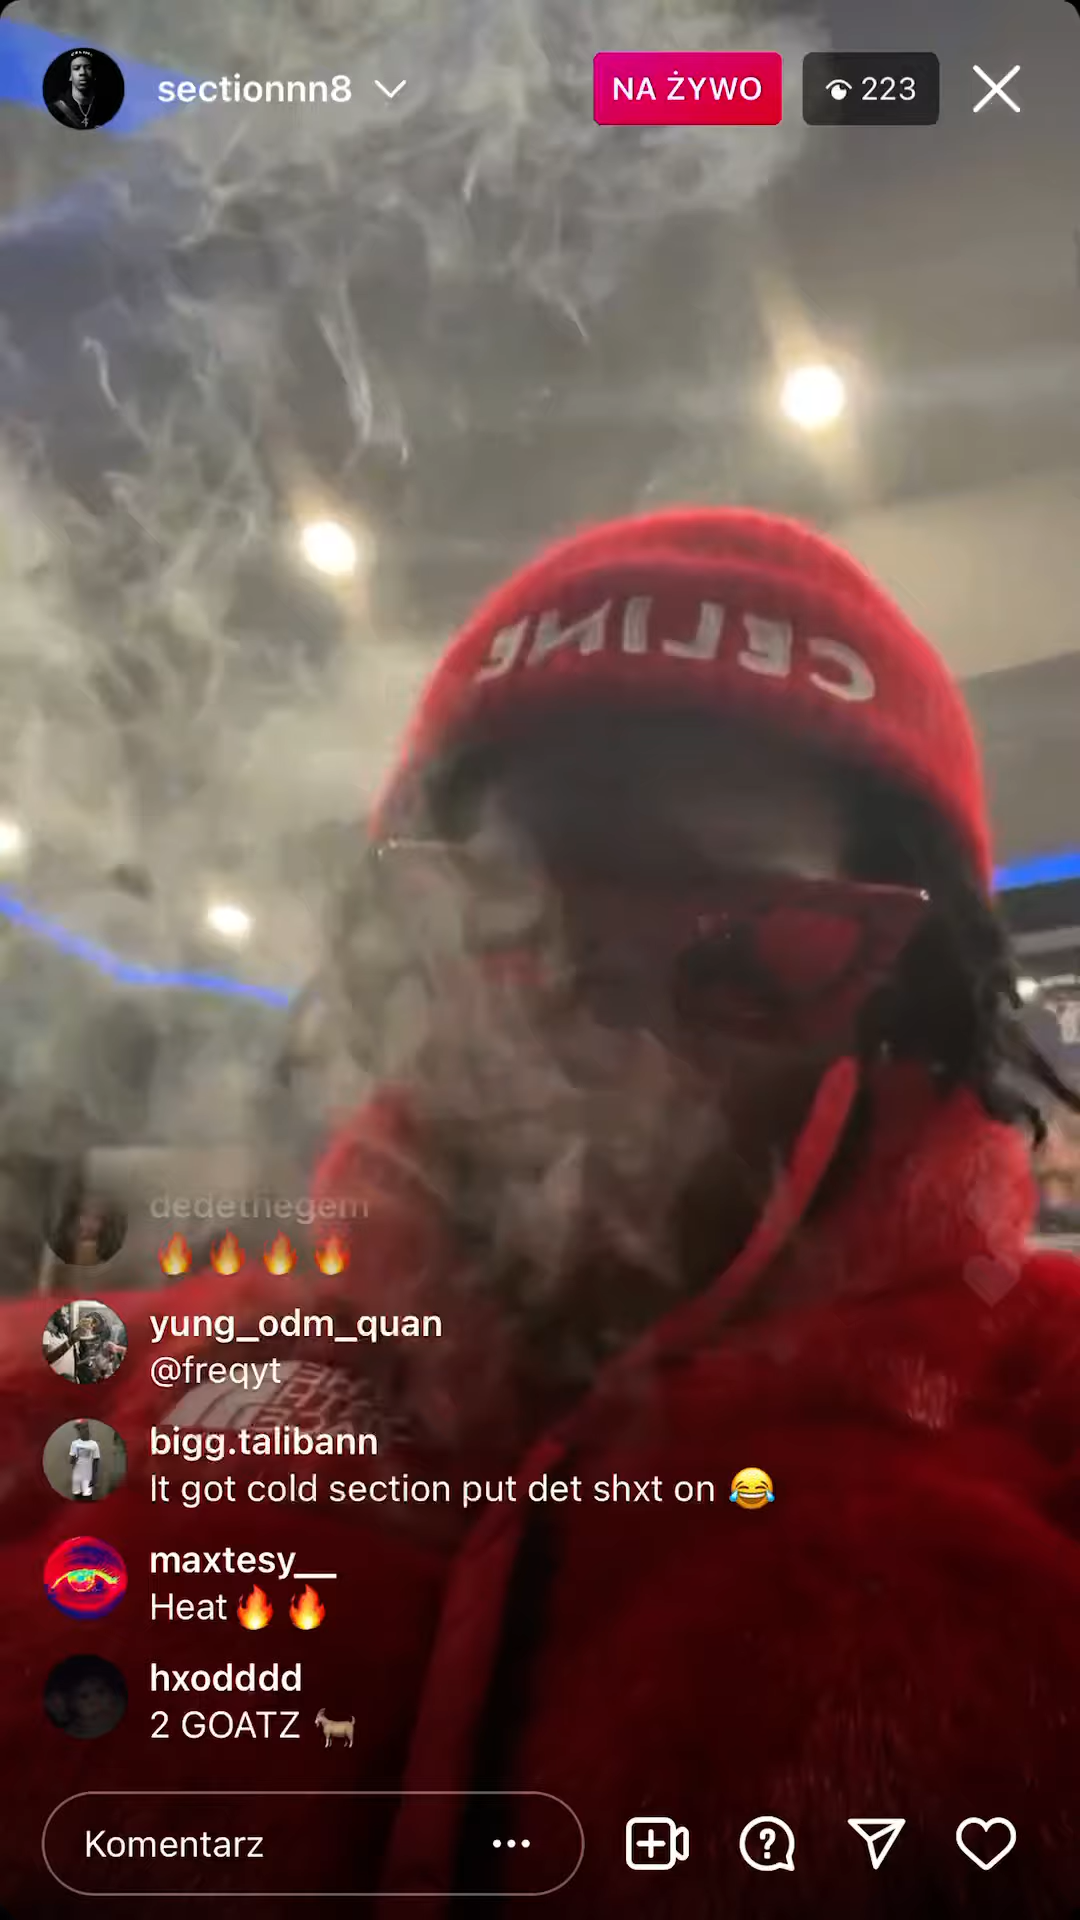 sectionnn8
NA ŻYWO
223
CELINE
dedethegem
🔥 🔥 🔥 🔥
yung_odm_quan
@freqyt
bigg.talibann
It got cold section put det shxt on 😂
maxtesy__
Heat 🔥 🔥
hxodddd
2 GOATZ 🐐
Komentarz